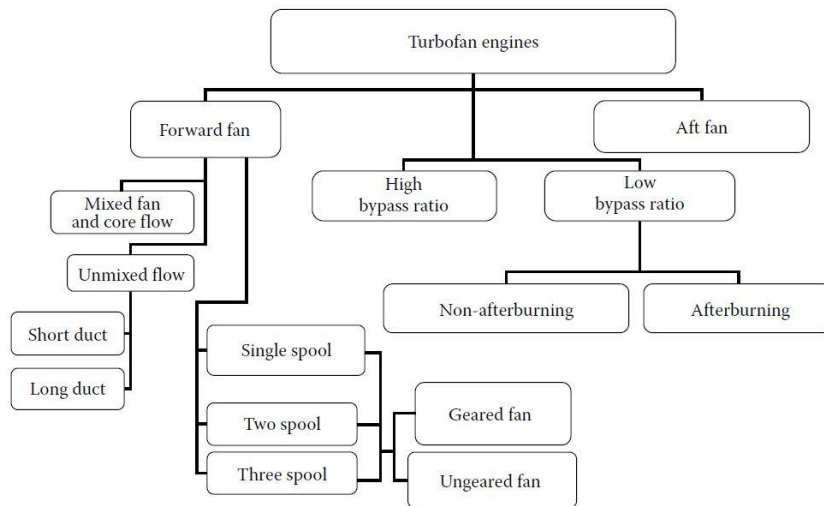 Turbofan engines
Forward fan
Aft fan
Mixed fan
and core flow
High
bypass ratio
Low
bypass ratio
Unmixed flow
Non-afterburning
Afterburning
Short duct
Single spool
Long duct
Geared fan
Two spool
Three spool
Ungeared fan